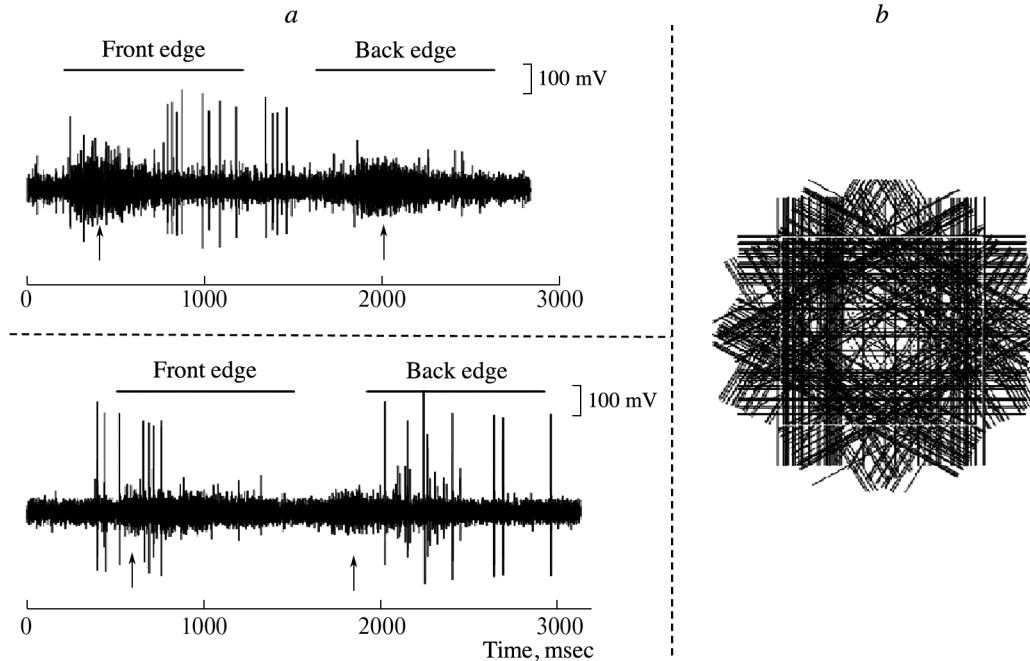 a
b
Front edge
Back edge
100 mV
0
1000
2000
3000
Front edge
Back edge
100 mV
0
1000
2000
3000
Time, msec